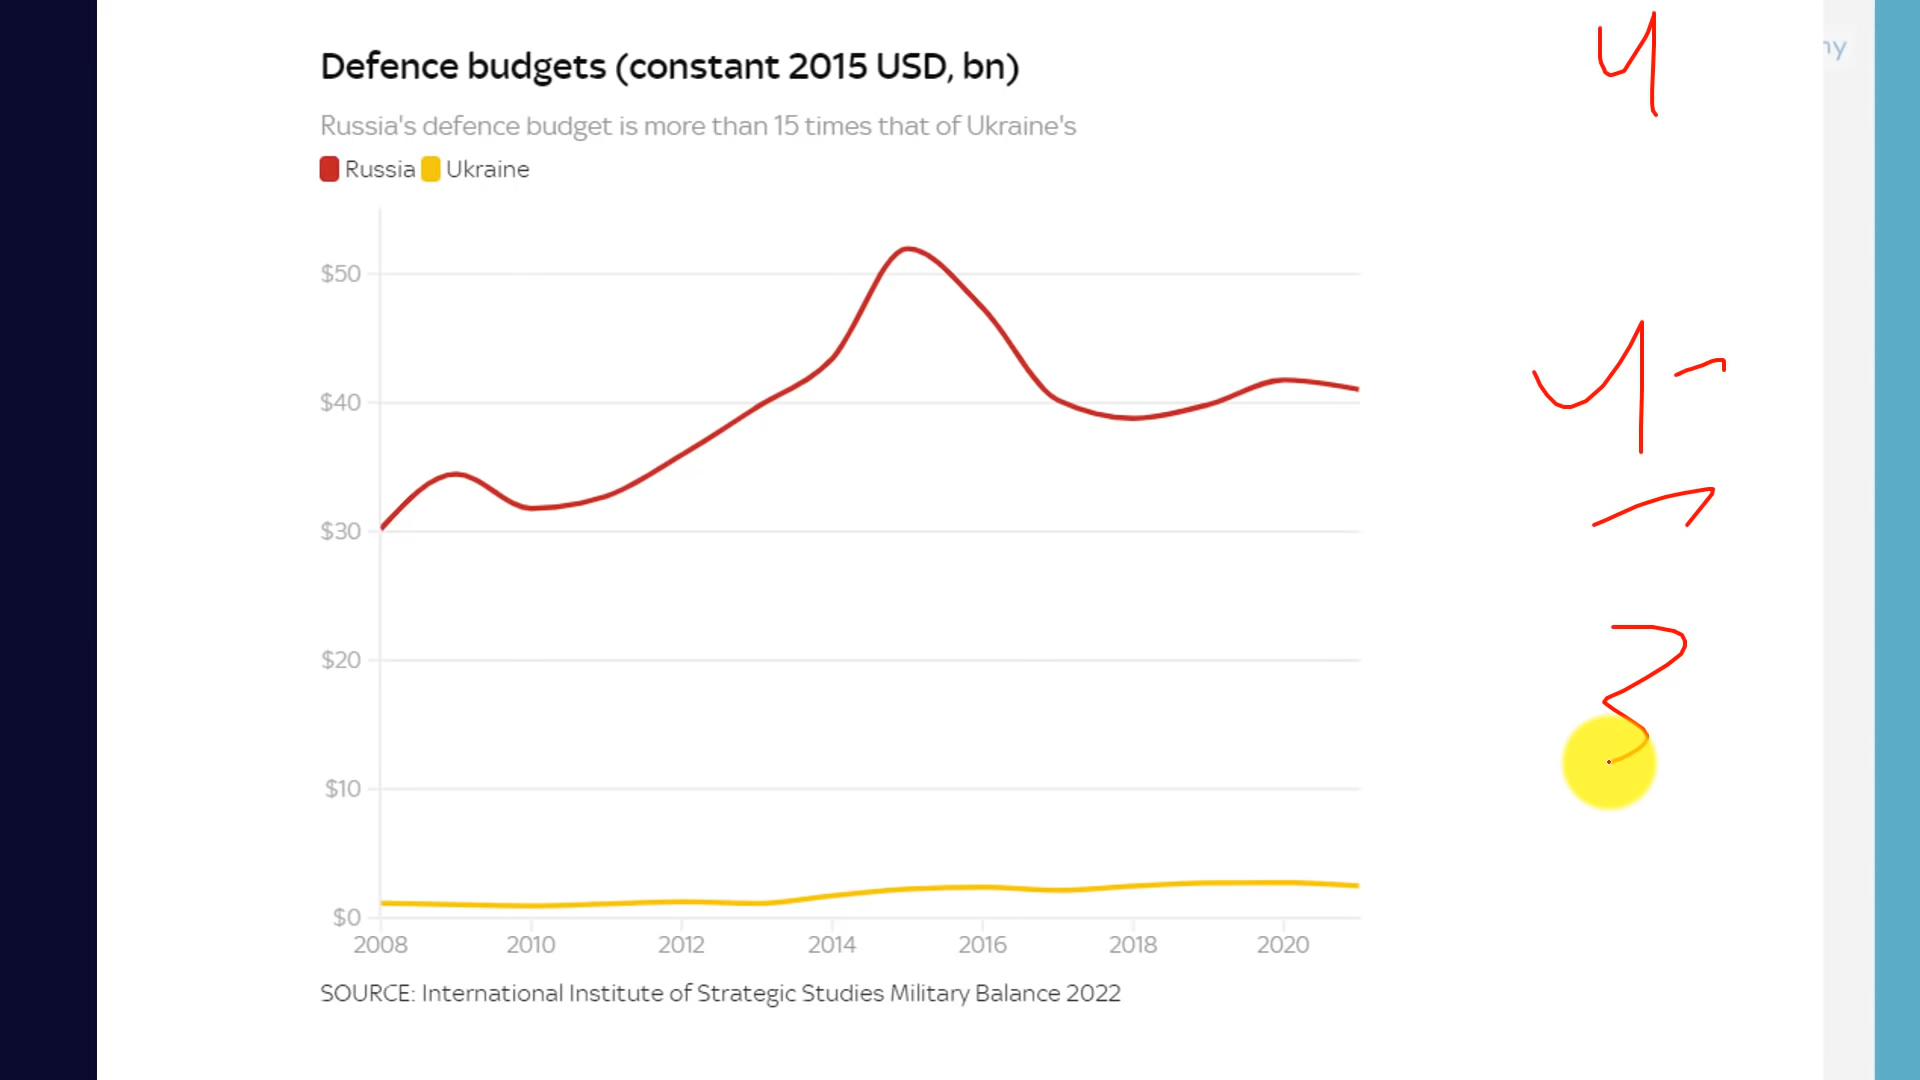 Defence budgets (constant 2015 USD, bn)
Russia's defence budget is more than 15 times that of Ukraine's
Russia Ukraine
$50
$40
$30
$20
$10
$0
2008 2010 2012 2014 2016 2018 2020
SOURCE: International Institute of Strategic Studies Military Balance 2022
4
4
3